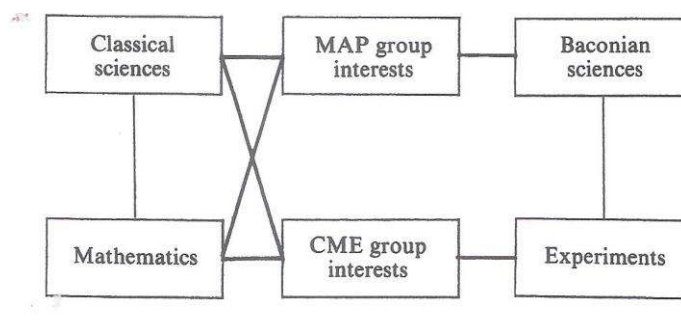 Classical
sciences
MAP group
interests
Baconian
sciences
Mathematics
CME group
interests
Experiments